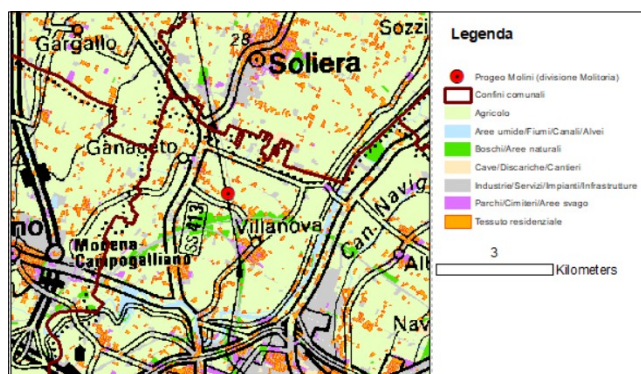 Gargallo
28
Sozzi
Soliera
Ganaceto
SS 413
Villanova
Can. Navig
no
Modena
Campogalliano
Nav
Legenda
Progeo Molini (divisione Molitoria)
Confini comunali
Agricolo
Aree umide/Fiumi/Canali/Alvei
Boschi/Aree naturali
Cave/Discariche/Cantieri
Industrie/Servizi/Impianti/Infrastrutture
Parchi/Cimiteri/Aree svago
Tessuto residenziale
3
Kilometers